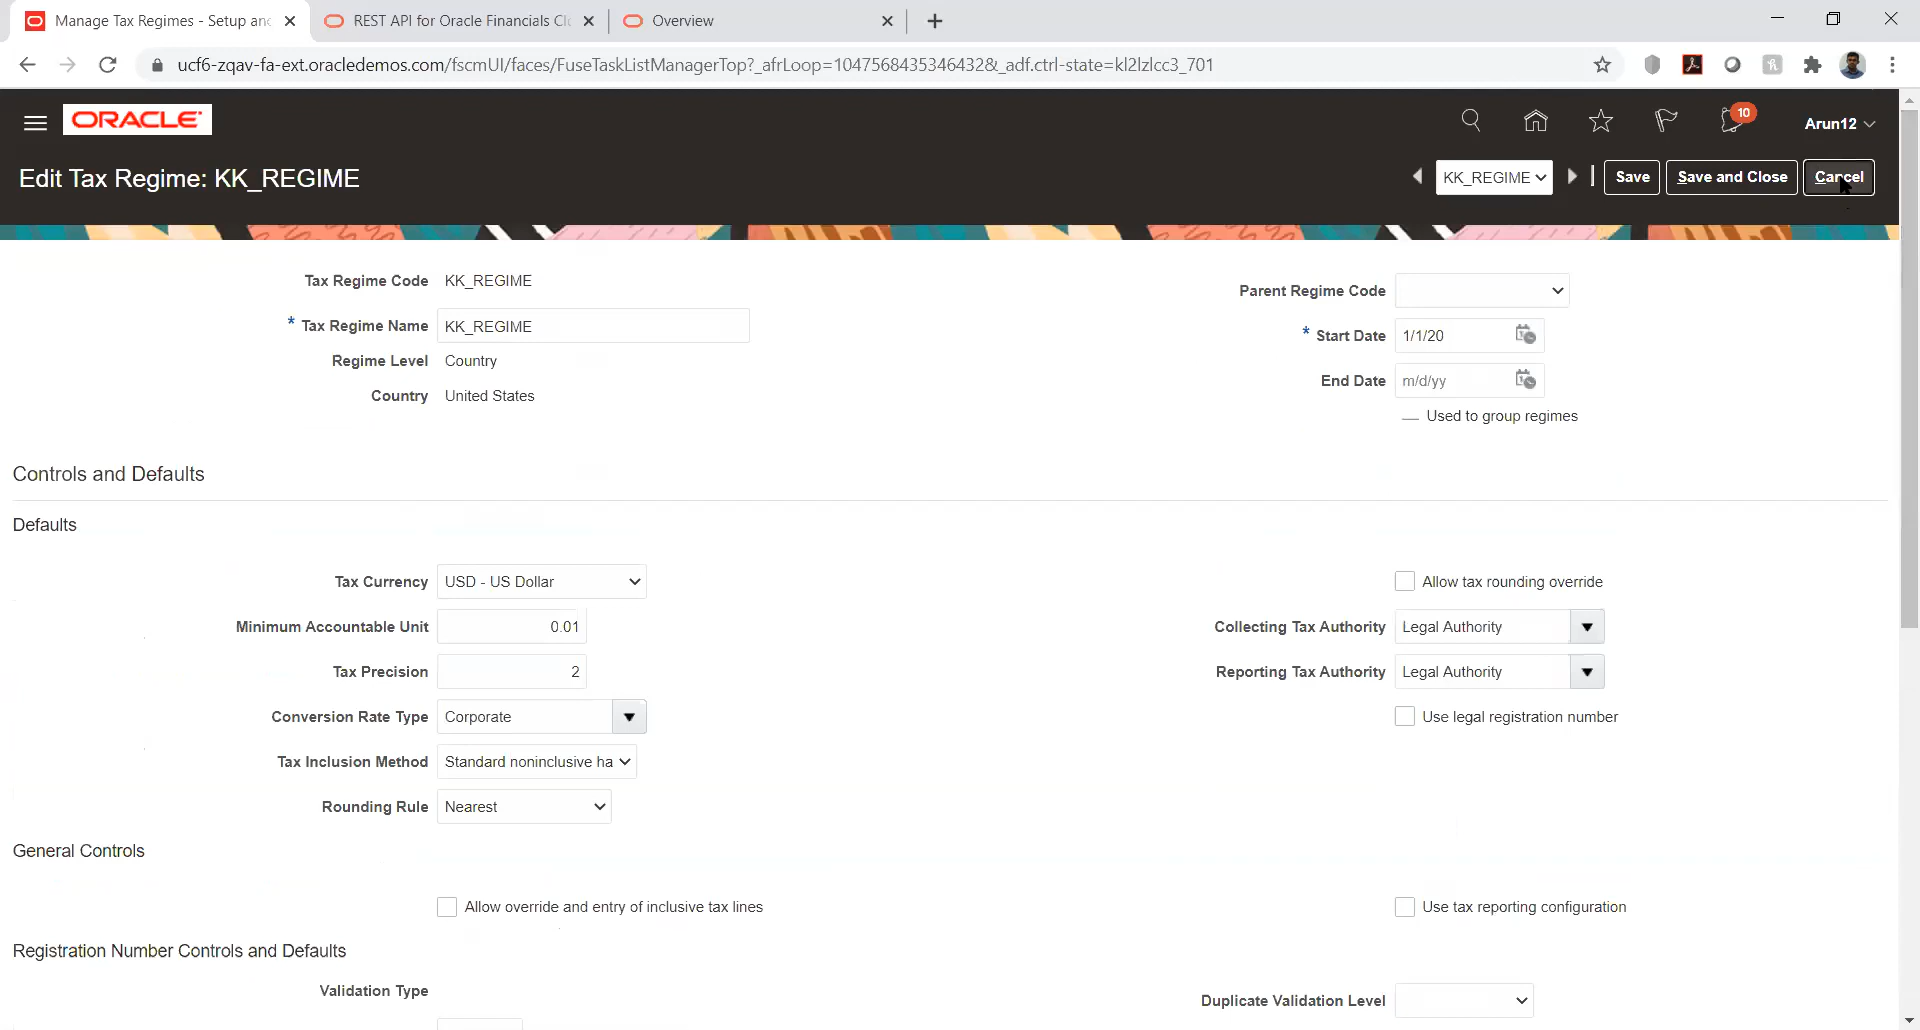 Manage Tax Regimes - Setup and
REST API for Oracle Financials Cl
Overview
ucf6-zqav-fa-ext.oracledemos.com/fscmUI/faces/FuseTaskListManagerTop?_afrLoop=10475684353464328&_adf.ctrl-state=kl2lzlcc3_701
ORACLE
10
Arun12
Edit Tax Regime: KK_REGIME
KK_REGIME
Save
Save and Close
Cancel
Tax Regime Code KK_REGIME
* Tax Regime Name KK_REGIME
Regime Level Country
Country United States
Parent Regime Code
* Start Date 1/1/20
End Date m/d/yy
Used to group regimes
Controls and Defaults
Defaults
Tax Currency USD - US Dollar
Minimum Accountable Unit 0.01
Tax Precision 2
Conversion Rate Type Corporate
Tax Inclusion Method Standard noninclusive ha
Rounding Rule Nearest
Allow tax rounding override
Collecting Tax Authority Legal Authority
Reporting Tax Authority Legal Authority
Use legal registration number
General Controls
Allow override and entry of inclusive tax lines
Use tax reporting configuration
Registration Number Controls and Defaults
Validation Type
Duplicate Validation Level